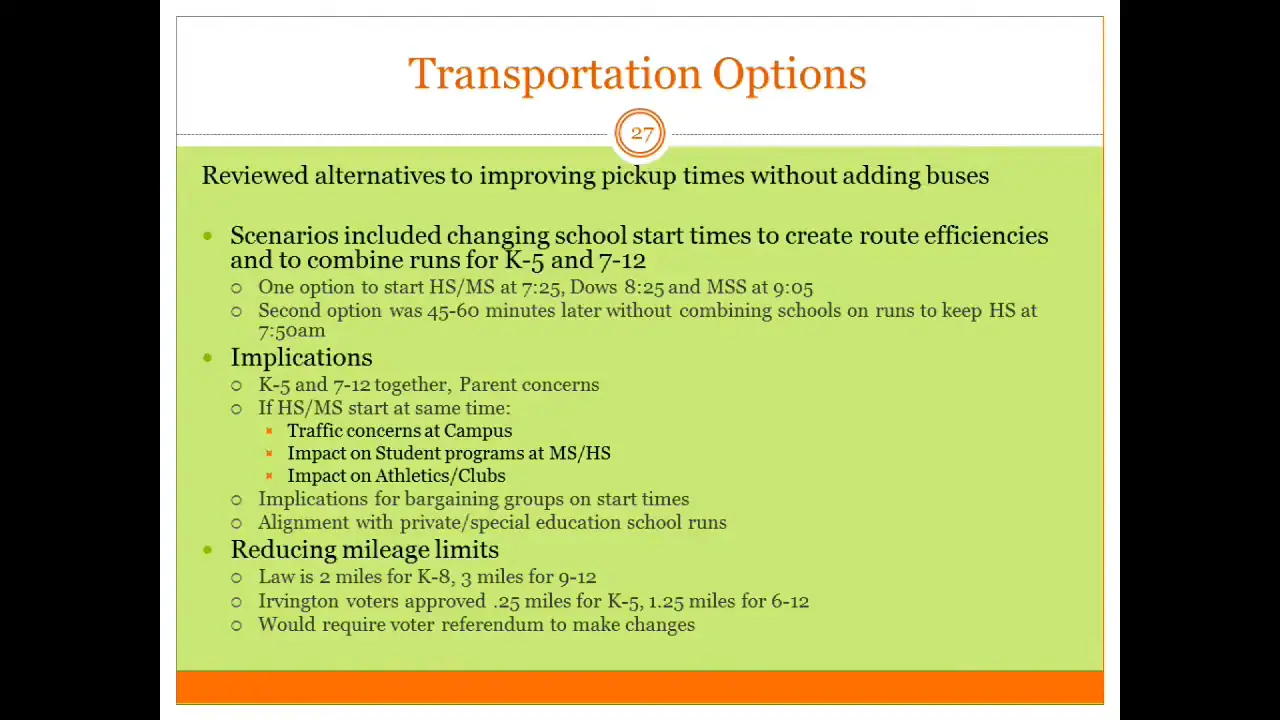 Transportation Options
27
Reviewed alternatives to improving pickup times without adding buses
Scenarios included changing school start times to create route efficiencies
and to combine runs for K-5 and 7-12
One option to start HS/MS at 7:25, Dows 8:25 and MSS at 9:05
Second option was 45-60 minutes later without combining schools on runs to keep HS at
7:50am
Implications
K-5 and 7-12 together, Parent concerns
If HS/MS start at same time:
Traffic concerns at Campus
Impact on Student programs at MS/HS
Impact on Athletics/Clubs
Implications for bargaining groups on start times
Alignment with private/special education school runs
Reducing mileage limits
Law is 2 miles for K-8, 3 miles for 9-12
Irvington voters approved .25 miles for K-5, 1.25 miles for 6-12
Would require voter referendum to make changes